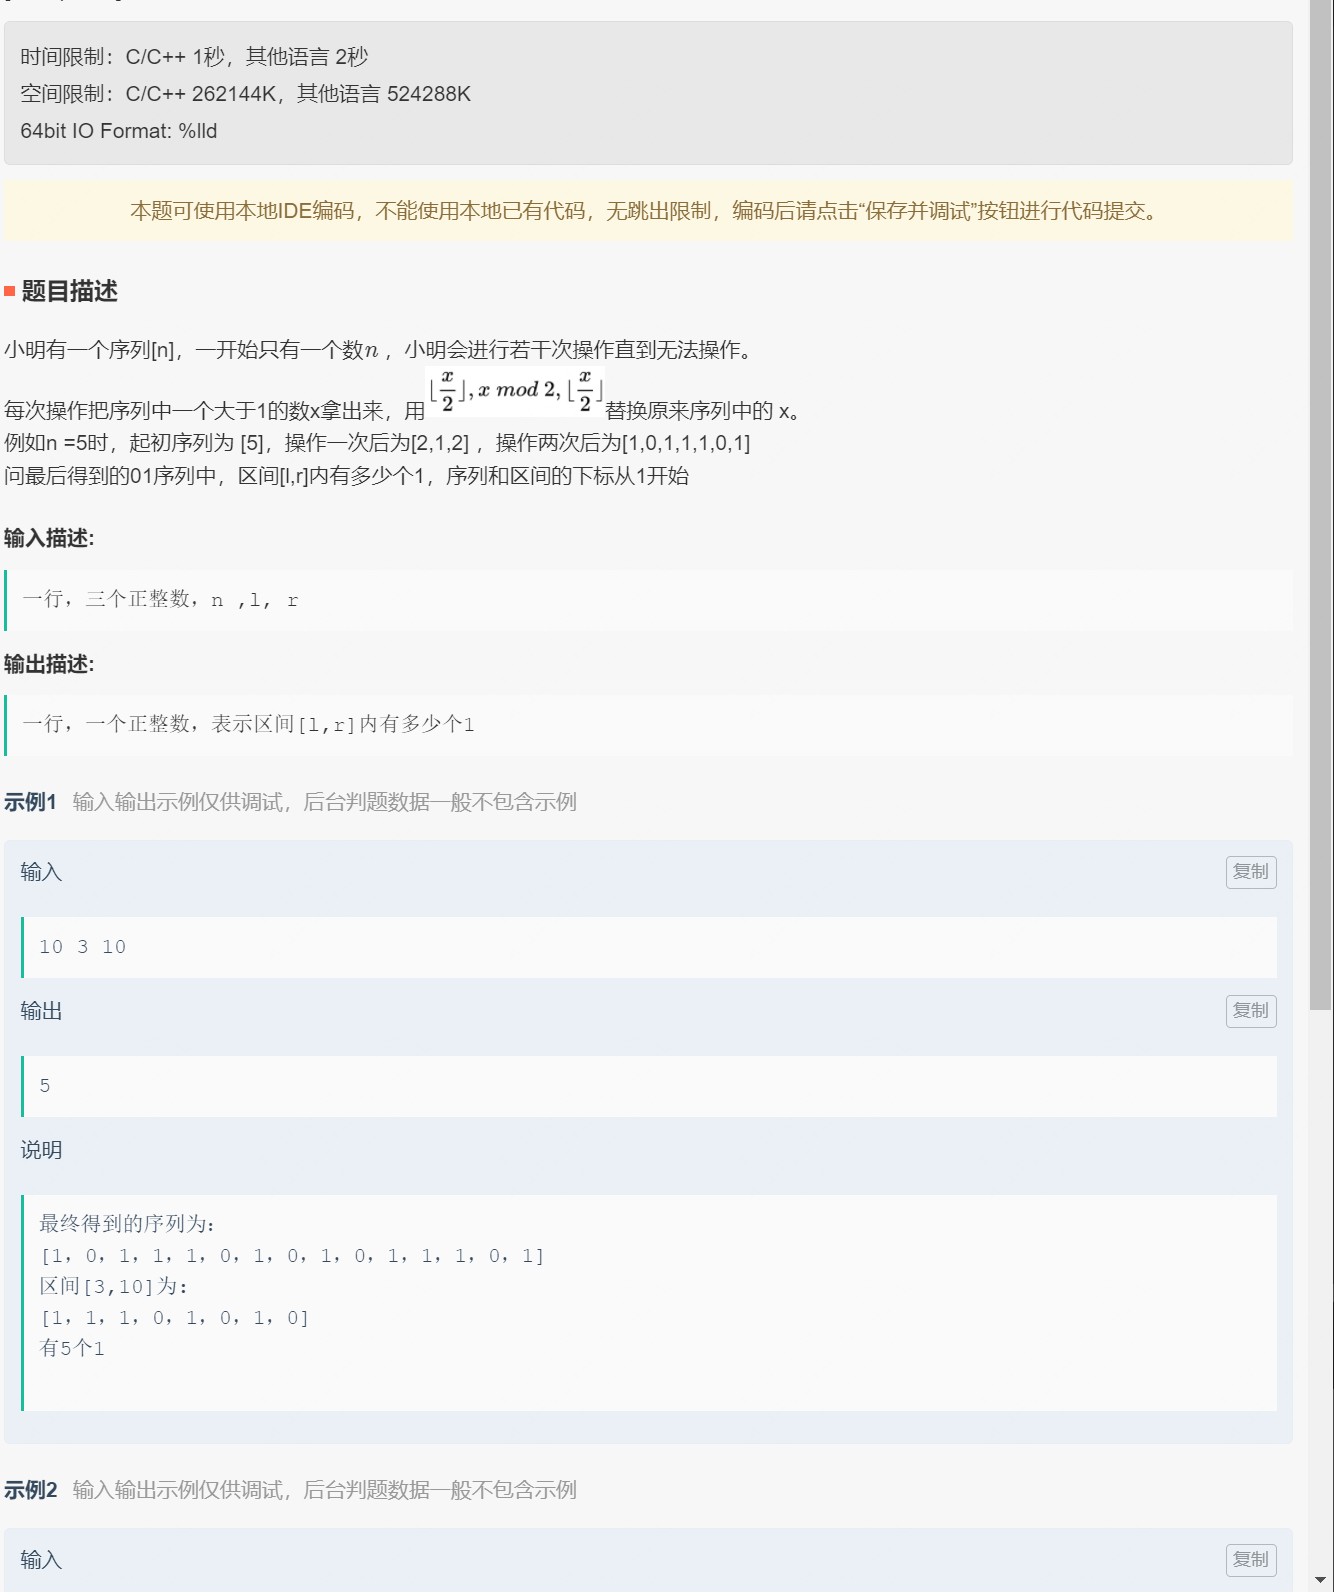 时间限制：C/C++ 1秒，其他语言 2秒
空间限制：C/C++ 262144K，其他语言 524288K
64bit IO Format: %lld
本题可使用本地IDE编码，不能使用本地已有代码，无跳出限制，编码后请点击“保存并调试”按钮进行代码提交。
题目描述
小明有一个序列[n]，一开始只有一个数n ，小明会进行若干次操作直到无法操作。
每次操作把序列中一个大于1的数x拿出来，用⌊x/2⌋, x mod 2, ⌊x/2⌋替换原来序列中的 x。
例如n =5时，起初序列为 [5]，操作一次后为[2,1,2] ，操作两次后为[1,0,1,1,1,0,1]
问最后得到的01序列中，区间[l,r]内有多少个1，序列和区间的下标从1开始
输入描述:
一行，三个正整数，n ,l, r
输出描述:
一行，一个正整数，表示区间[l,r]内有多少个1
示例1 输入输出示例仅供调试，后台判题数据一般不包含示例
输入 复制
10 3 10
输出 复制
5
说明
最终得到的序列为：
[1, 0, 1, 1, 1, 0, 1, 0, 1, 0, 1, 1, 1, 0, 1]
区间[3,10]为：
[1, 1, 1, 0, 1, 0, 1, 0]
有5个1
示例2 输入输出示例仅供调试，后台判题数据一般不包含示例
输入 复制